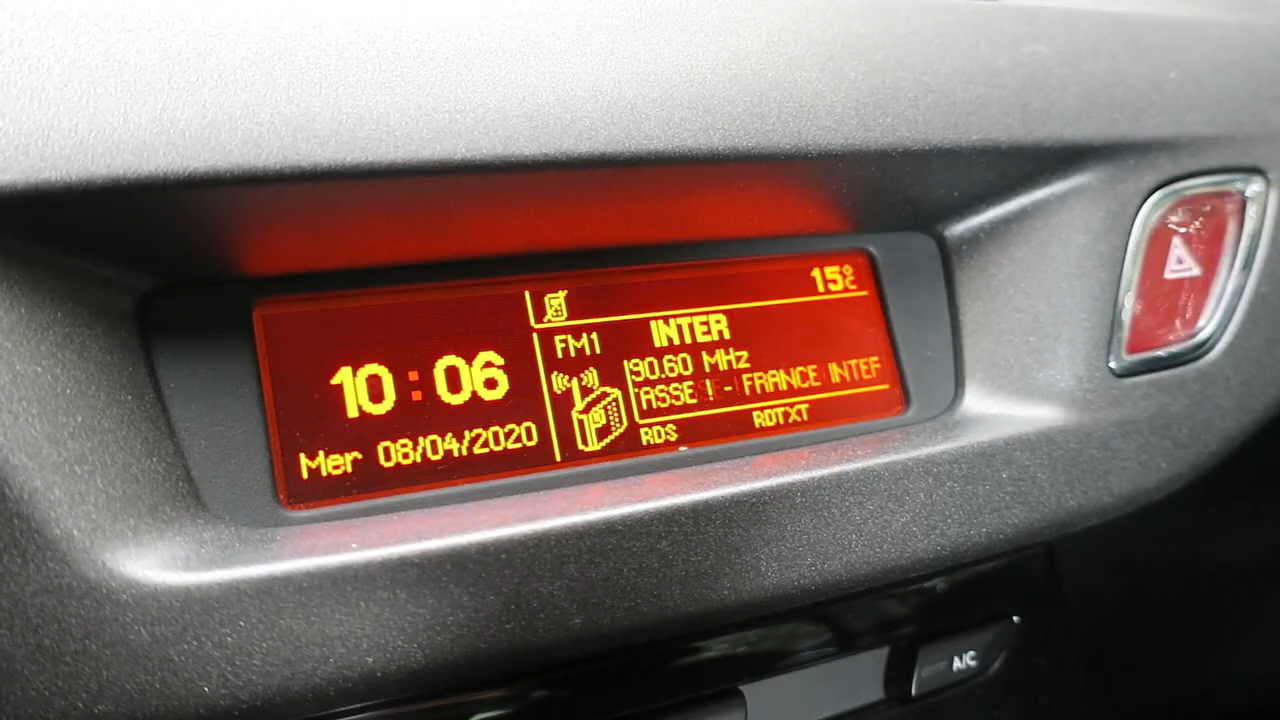 15°C
10:06
Mer 08/04/2020
FM1
INTER
90.60 MHz
ASSE ! - FRANCE INTEF
RDS
RDTXT
A/C